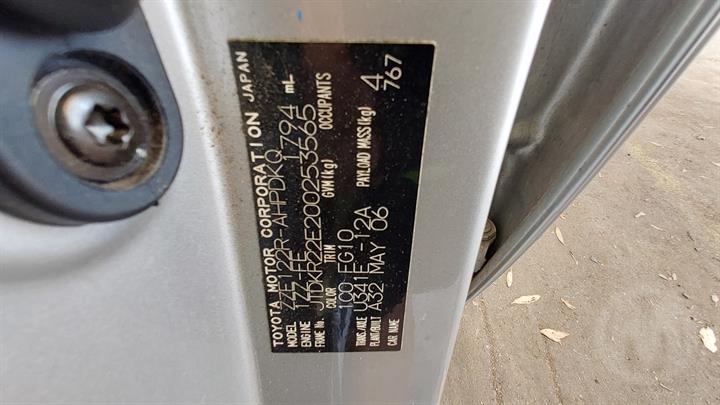 TOYOTA MOTOR CORPORATION JAPAN
MODEL ZZE122R-AHPDKQ
ENGINE 1ZZ-FE 1794 mL
FRAME No. JTDKR22E200253565
COLOR TRIM GVM(kg) OCCUPANTS
1C0 FG10 4
TRANS./AXLE U341E -12A PAYLOAD MASS(kg) 767
PLANT/BUILT A32 MAY 06
CAR NAME